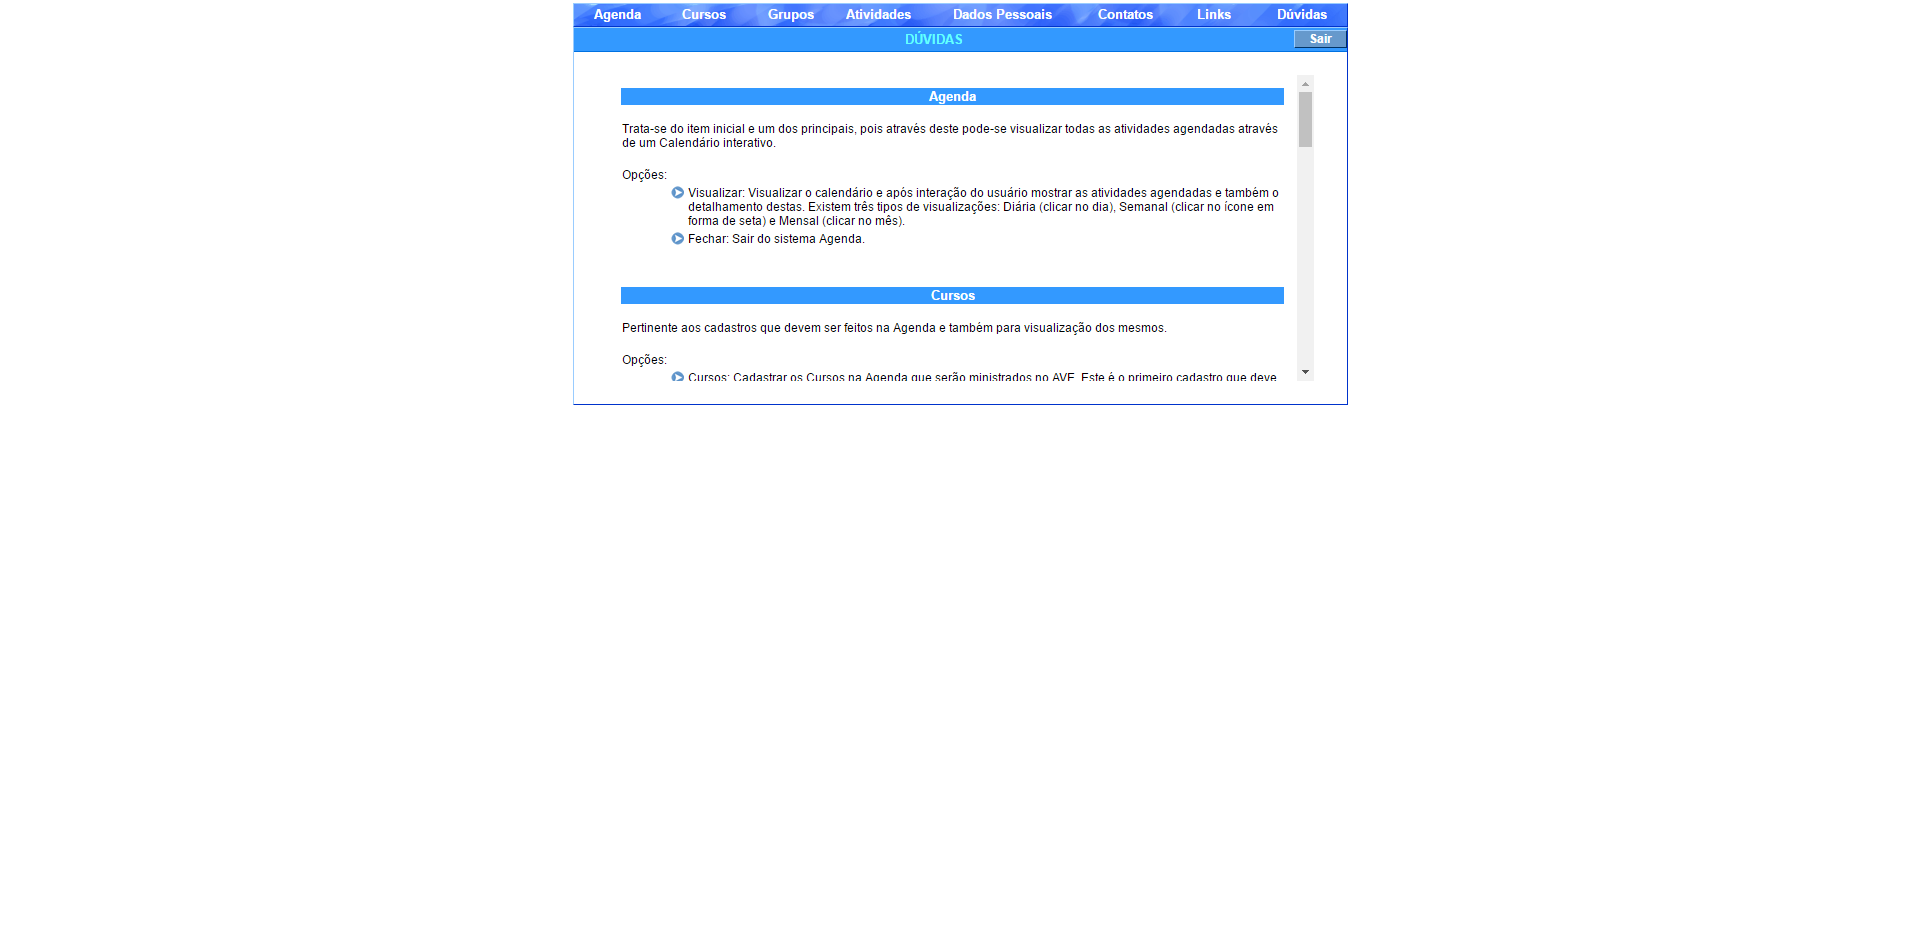 Agenda Cursos Grupos Atividades Dados Pessoais Contatos Links Dúvidas
DÚVIDAS Sair
Agenda
Trata-se do item inicial e um dos principais, pois através deste pode-se visualizar todas as atividades agendadas através
de um Calendário interativo.
Opções:
Visualizar: Visualizar o calendário e após interação do usuário mostrar as atividades agendadas e também o
detalhamento destas. Existem três tipos de visualizações: Diária (clicar no dia), Semanal (clicar no ícone em
forma de seta) e Mensal (clicar no mês).
Fechar: Sair do sistema Agenda.
Cursos
Pertinente aos cadastros que devem ser feitos na Agenda e também para visualização dos mesmos.
Opções:
Cursos: Cadastrar os Cursos na Agenda que serão ministrados no AVE. Este é o primeiro cadastro que deve